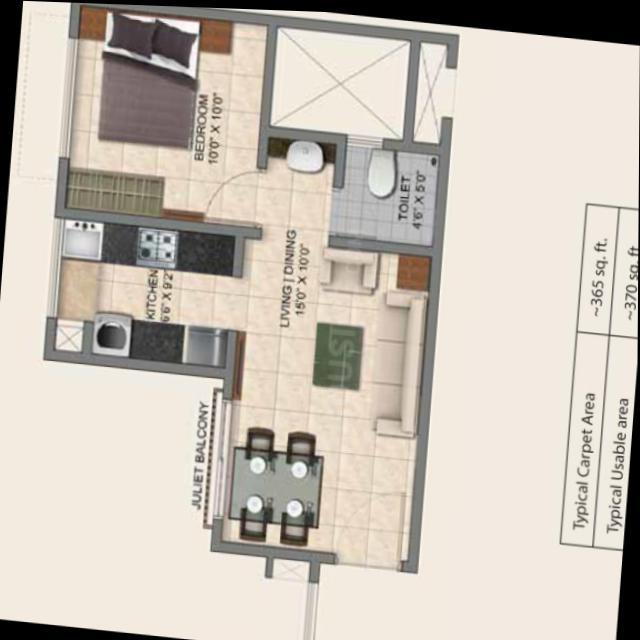 BEDROOM
10'0" X 10'0"
TOILET
4'6" X 5'0"
KITCHEN
6'6" X 9'2"
LIVING | DINING
15'0" X 10'0"
JULIET BALCONY
Typical Carpet Area ~365 sq. ft.
Typical Usable area ~370 sq. ft.